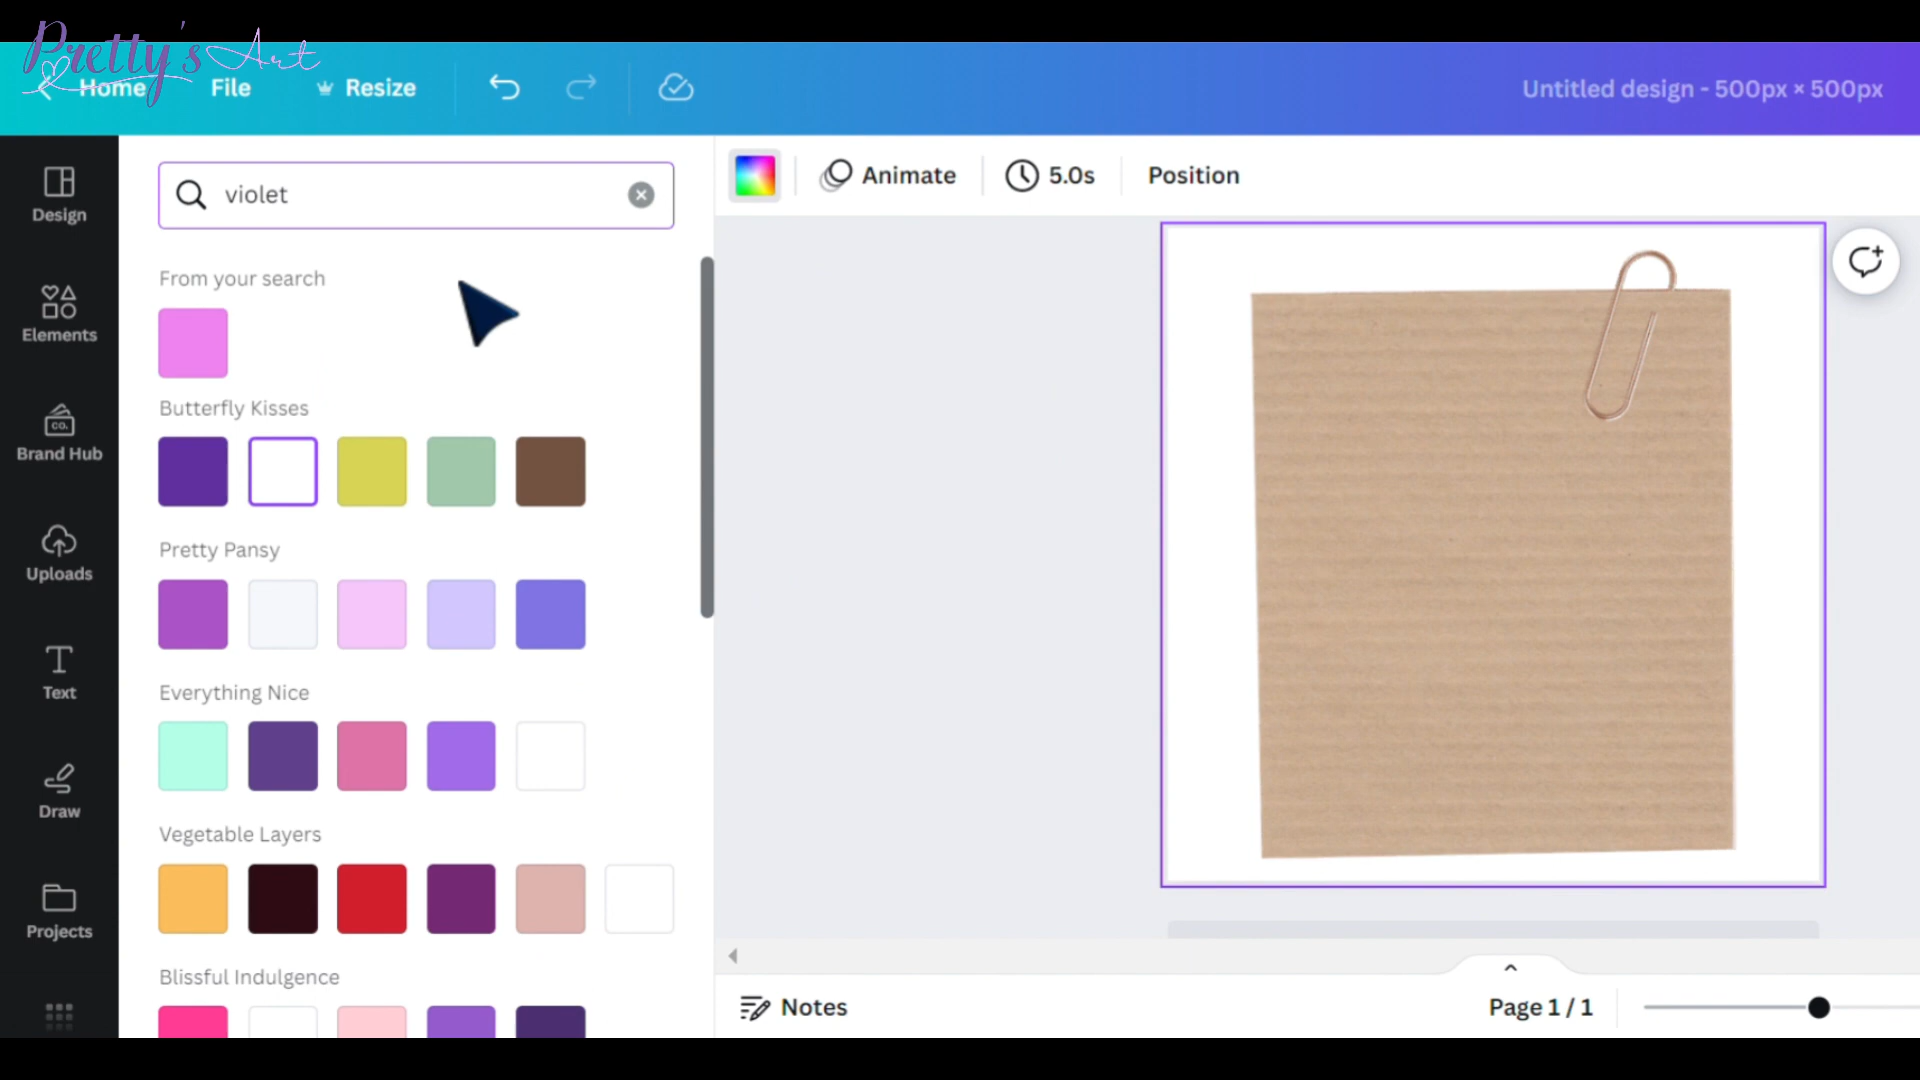 Pretty's Art
Home
File
Resize
Untitled design - 500px × 500px
violet
Animate
5.0s
Position
Design
Elements
CO.
Brand Hub
Uploads
Text
Draw
Projects
From your search
Butterfly Kisses
Pretty Pansy
Everything Nice
Vegetable Layers
Blissful Indulgence
Notes
Page 1 / 1